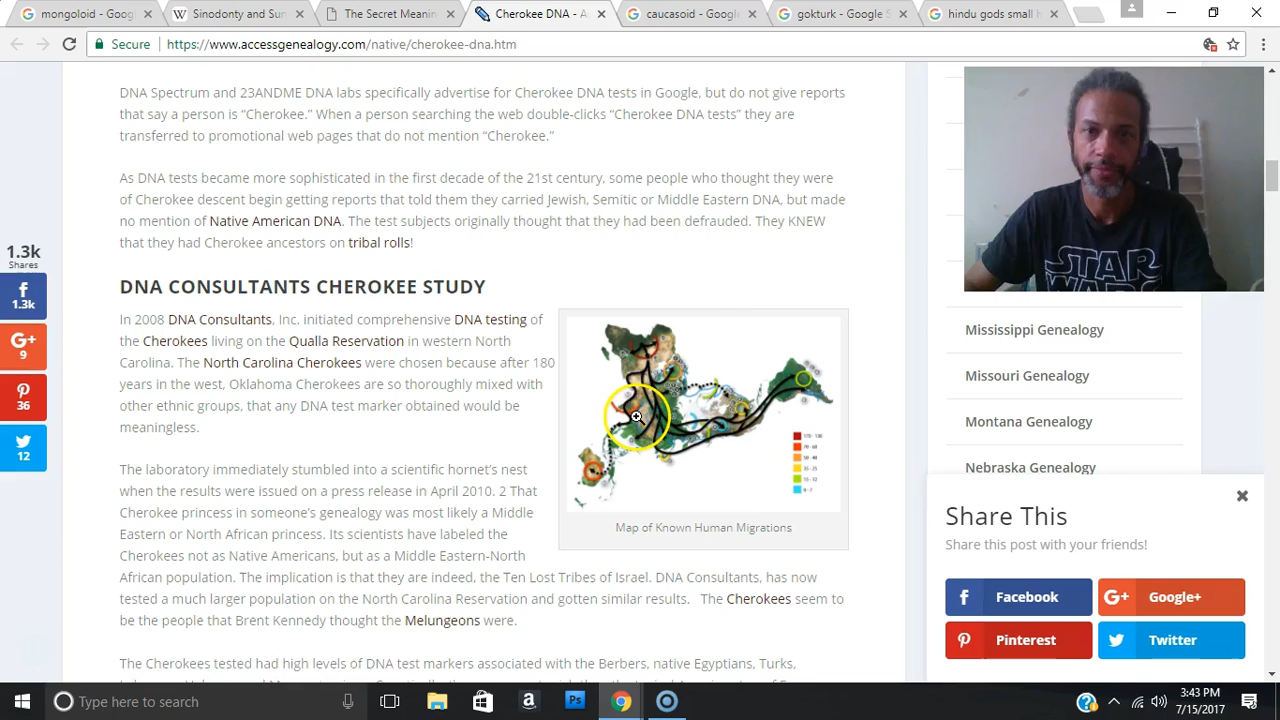 mongoloid - Goog
Sinodonty and Sun
The Secret Meanin
Cherokee DNA - A
caucasoid - Google
gokturk - Google S
hindu gods small h
Secure
https://www.accessgenealogy.com/native/cherokee-dna.htm
DNA Spectrum and 23ANDME DNA labs specifically advertise for Cherokee DNA tests in Google, but do not give reports
that say a person is “Cherokee.” When a person searching the web double-clicks “Cherokee DNA tests” they are
transferred to promotional web pages that do not mention “Cherokee.”
As DNA tests became more sophisticated in the first decade of the 21st century, some people who thought they were
of Cherokee descent begin getting reports that told them they carried Jewish, Semitic or Middle Eastern DNA, but made
no mention of Native American DNA. The test subjects originally thought that they had been defrauded. They KNEW
that they had Cherokee ancestors on tribal rolls!
1.3k
Shares
1.3k
G+
9
36
12
DNA CONSULTANTS CHEROKEE STUDY
In 2008 DNA Consultants, Inc. initiated comprehensive DNA testing of
the Cherokees living on the Qualla Reservation in western North
Carolina. The North Carolina Cherokees were chosen because after 180
years in the west, Oklahoma Cherokees are so thoroughly mixed with
other ethnic groups, that any DNA test marker obtained would be
meaningless.
Map of Known Human Migrations
The laboratory immediately stumbled into a scientific hornet’s nest
when the results were issued on a press release in April 2010. 2 That
Cherokee princess in someone’s genealogy was most likely a Middle
Eastern or North African princess. Its scientists have labeled the
Cherokees not as Native Americans, but as a Middle Eastern-North
African population. The implication is that they are indeed, the Ten Lost Tribes of Israel. DNA Consultants, has now
tested a much larger population on the North Carolina Reservation and gotten similar results. The Cherokees seem to
be the people that Brent Kennedy thought the Melungeons were.
The Cherokees tested had high levels of DNA test markers associated with the Berbers, native Egyptians, Turks,
STAR
WARS
Mississippi Genealogy
Missouri Genealogy
Montana Genealogy
Nebraska Genealogy
Share This
Share this post with your friends!
Facebook
G+ Google+
Pinterest
Twitter
Type here to search
3:43 PM
7/15/2017